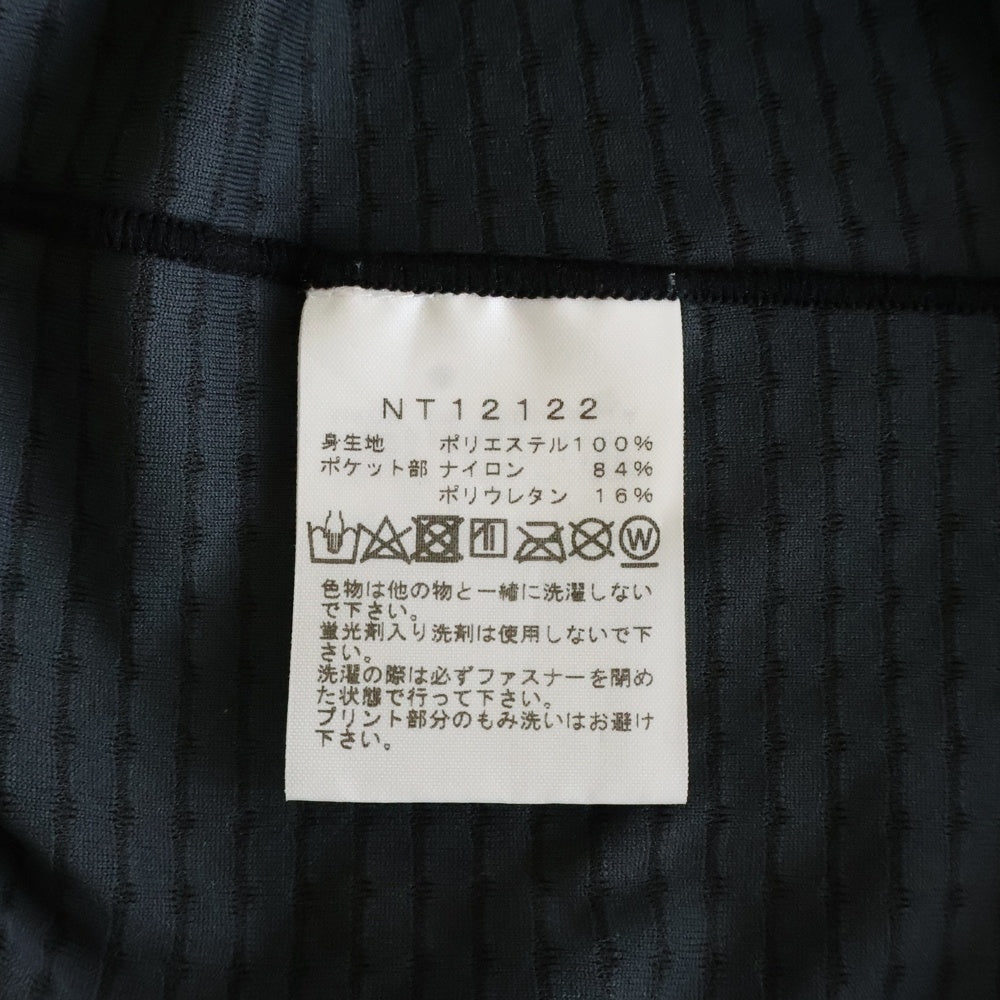 NT12122
身生地 ポリエステル100%
ポケット部 ナイロン 84%
ポリウレタン 16%
W
色物は他の物と一緒に洗濯しない
で下さい。
蛍光剤入り洗剤は使用しないで下
さい。
洗濯の際は必ずファスナーを閉め
た状態で行って下さい。
プリント部分のもみ洗いはお避け
下さい。